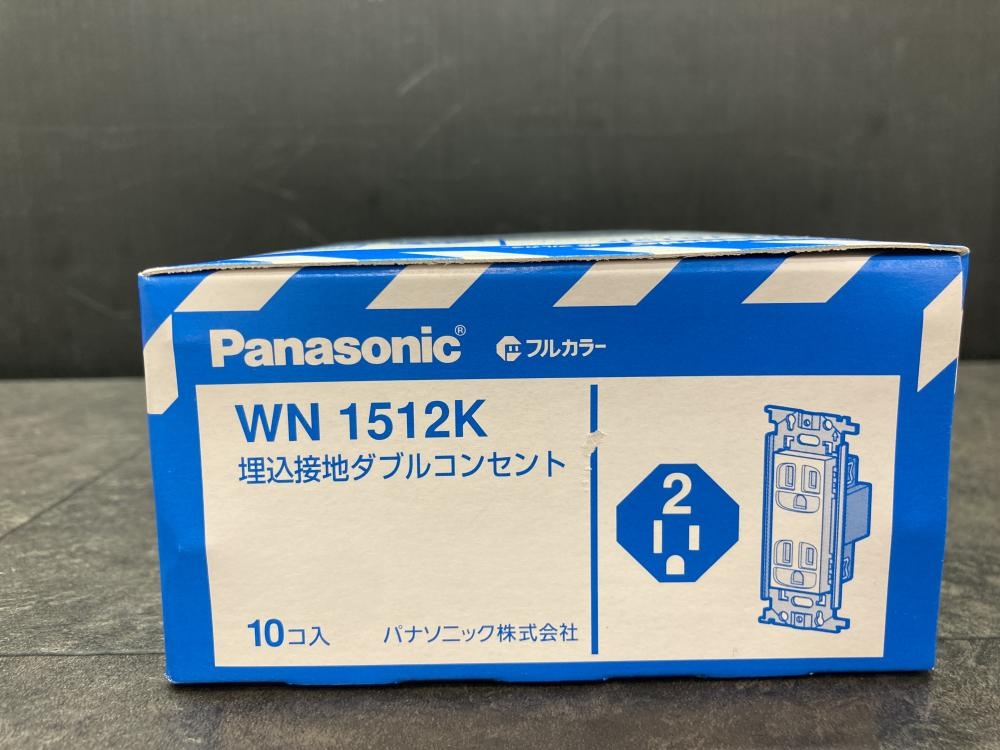 Panasonic® フルカラー
WN 1512K
埋込接地ダブルコンセント
2
10コ入 パナソニック株式会社